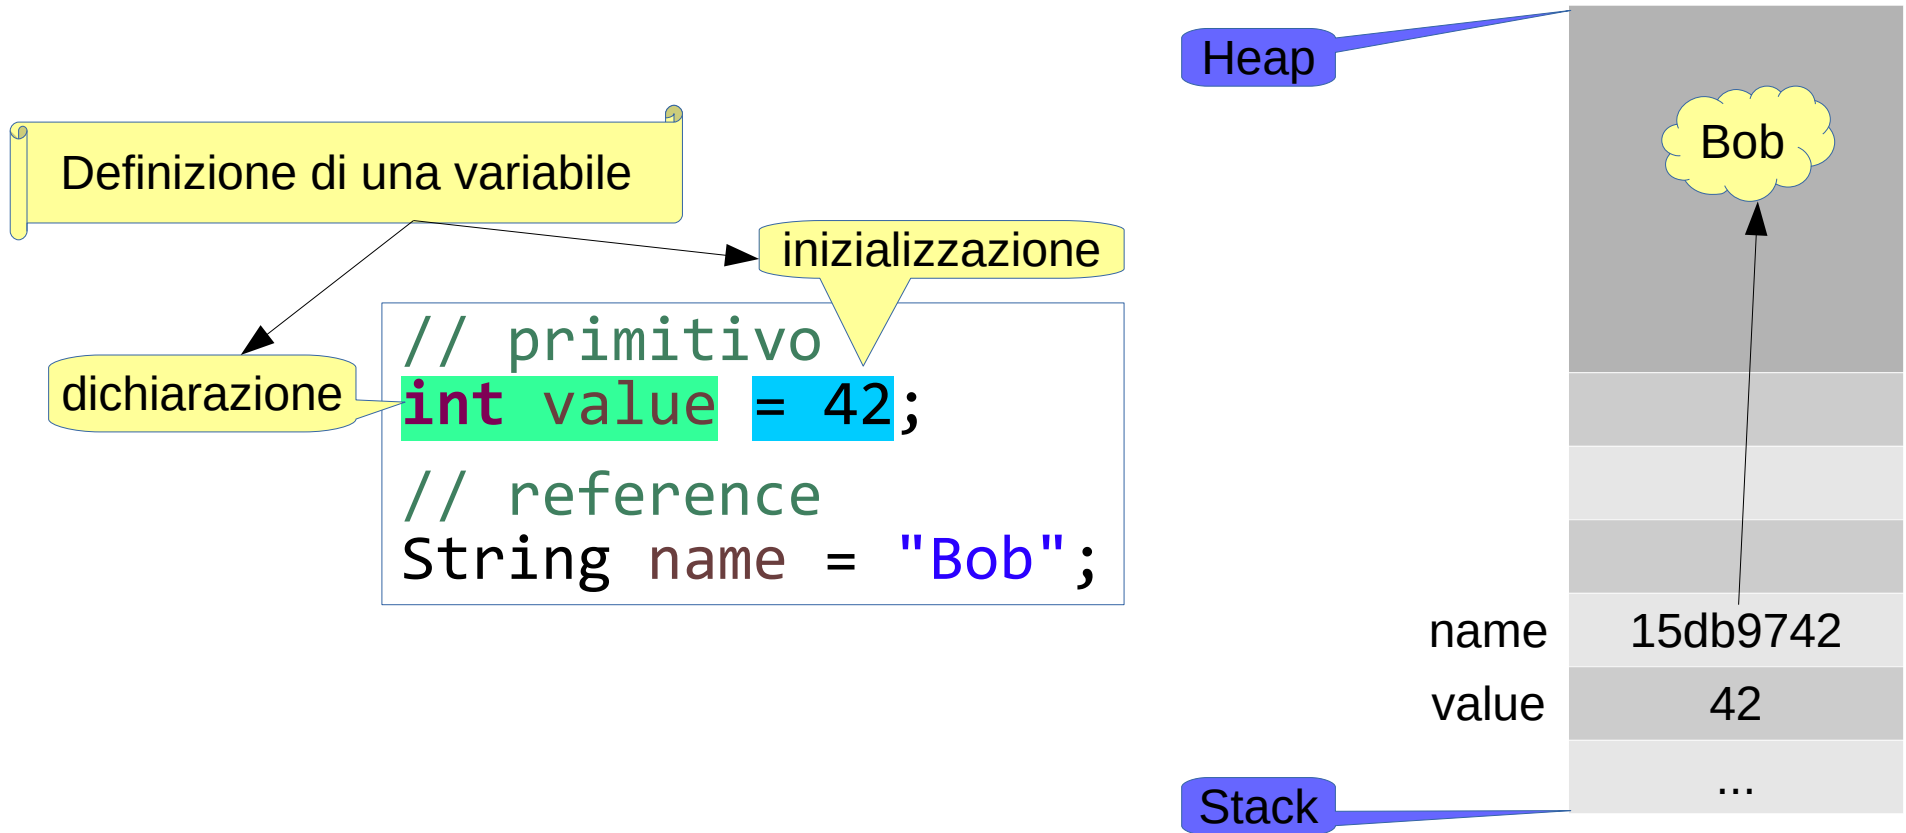 Definizione di una variabile
inizializzazione
dichiarazione
// primitivo
int value = 42;
// reference
String name = "Bob";
Heap
Bob
name 15db9742
value 42
...
Stack